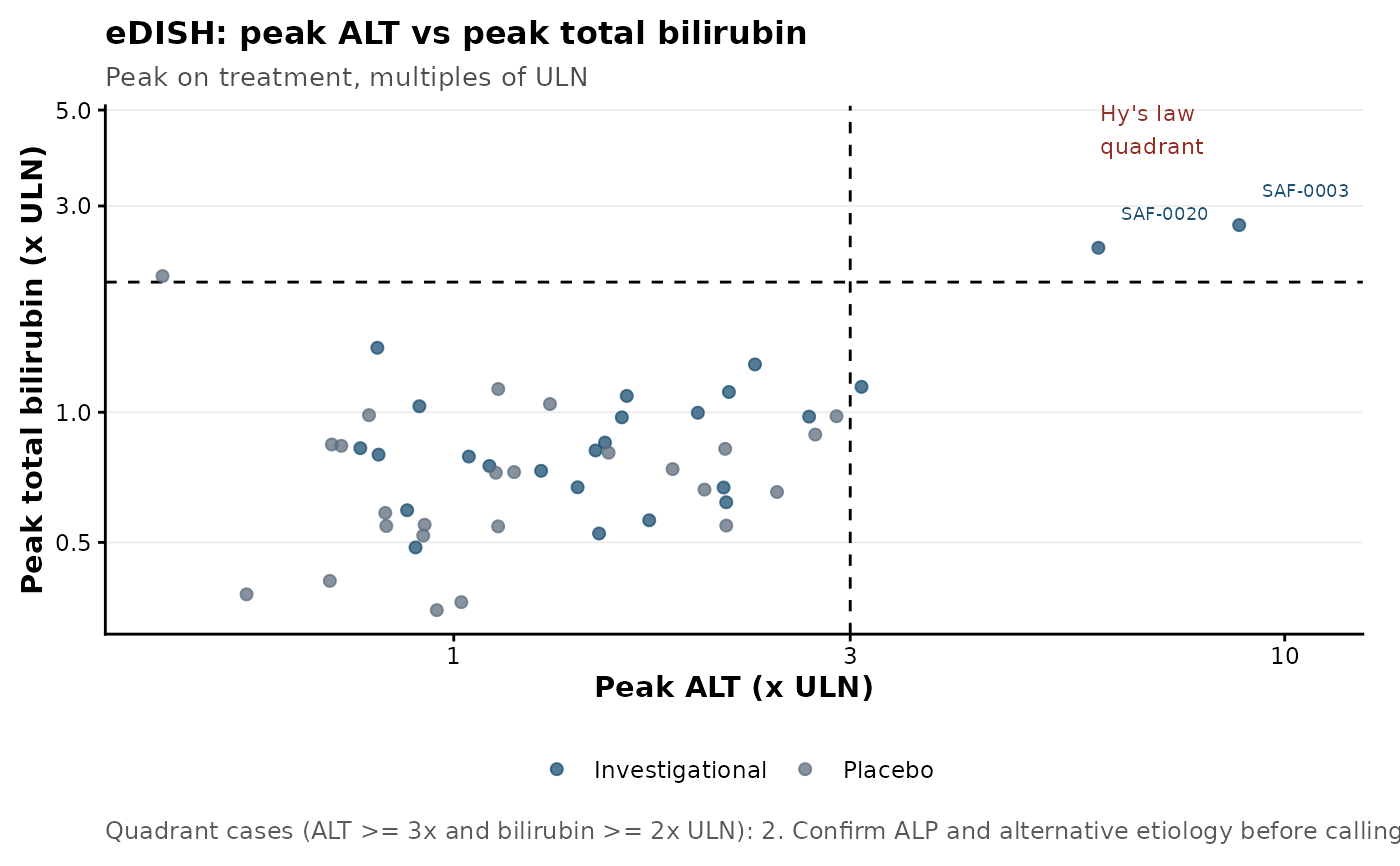 eDISH: peak ALT vs peak total bilirubin
Peak on treatment, multiples of ULN
Peak total bilirubin (x ULN)
5.0
3.0
1.0
0.5
Hy's law
quadrant
SAF-0003
SAF-0020
1
3
10
Peak ALT (x ULN)
Investigational
Placebo
Quadrant cases (ALT >= 3x and bilirubin >= 2x ULN): 2. Confirm ALP and alternative etiology before calling